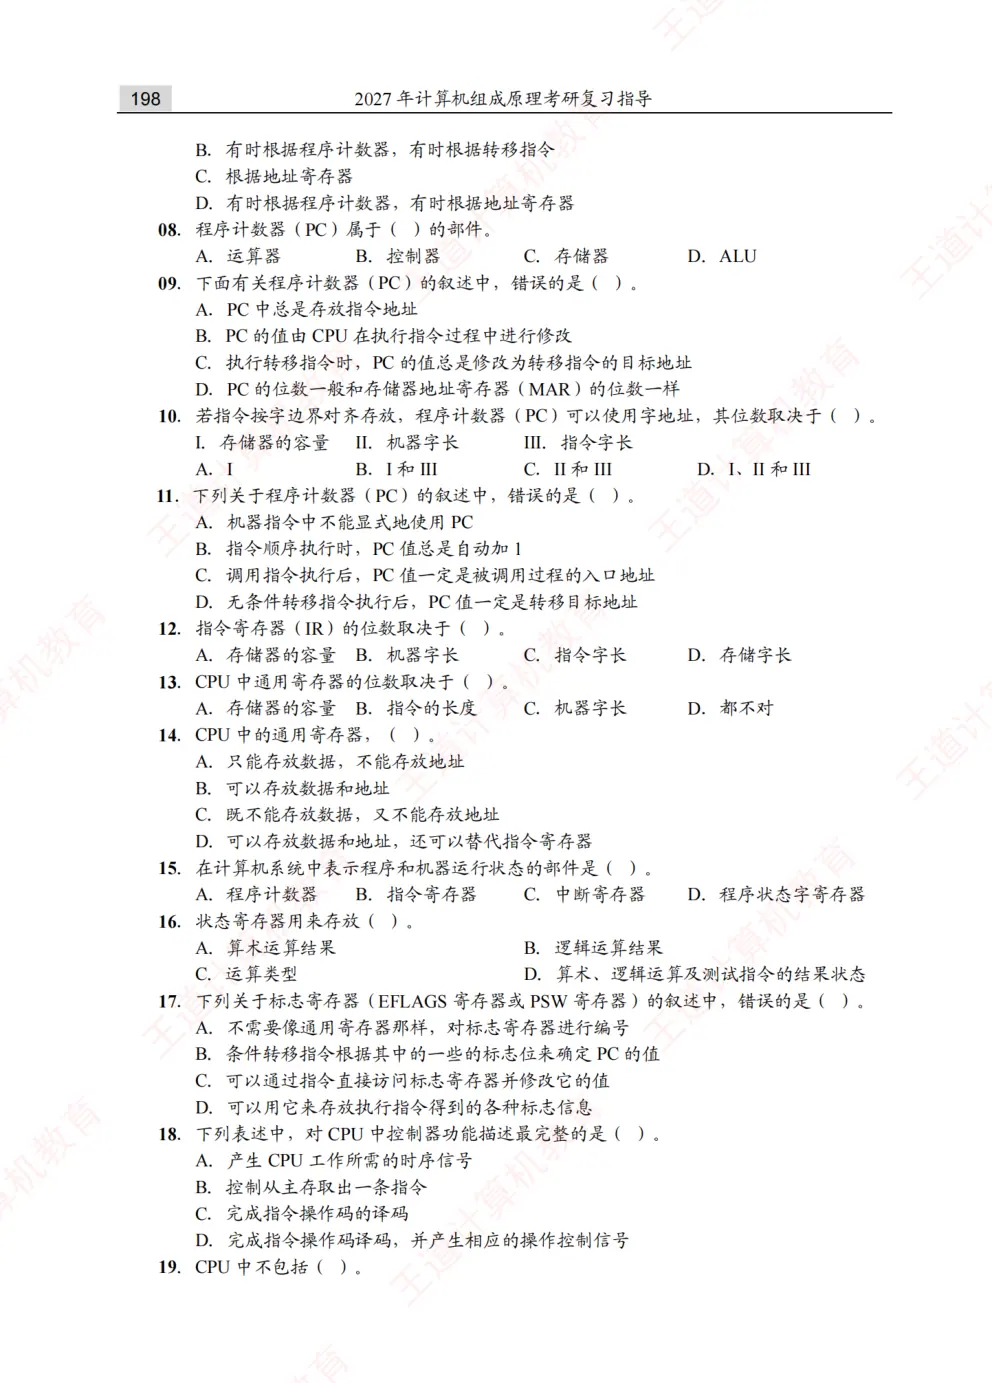 198 2027年计算机组成原理考研复习指导
B. 有时根据程序计数器，有时根据转移指令
C. 根据地址寄存器
D. 有时根据程序计数器，有时根据地址寄存器
08. 程序计数器（PC）属于（ ）的部件。
A. 运算器 B. 控制器 C. 存储器 D. ALU
09. 下面有关程序计数器（PC）的叙述中，错误的是（ ）。
A. PC中总是存放指令地址
B. PC的值由CPU在执行指令过程中进行修改
C. 执行转移指令时，PC的值总是修改为转移指令的目标地址
D. PC的位数一般和存储器地址寄存器（MAR）的位数一样
10. 若指令按字边界对齐存放，程序计数器（PC）可以使用字地址，其位数取决于（ ）。
I. 存储器的容量 II. 机器字长 III. 指令字长
A. I B. I和III C. II和III D. I、II和III
11. 下列关于程序计数器（PC）的叙述中，错误的是（ ）。
A. 机器指令中不能显式地使用PC
B. 指令顺序执行时，PC值总是自动加1
C. 调用指令执行后，PC值一定是被调用过程的入口地址
D. 无条件转移指令执行后，PC值一定是转移目标地址
12. 指令寄存器（IR）的位数取决于（ ）。
A. 存储器的容量 B. 机器字长 C. 指令字长 D. 存储字长
13. CPU中通用寄存器的位数取决于（ ）。
A. 存储器的容量 B. 指令的长度 C. 机器字长 D. 都不对
14. CPU中的通用寄存器，（ ）。
A. 只能存放数据，不能存放地址
B. 可以存放数据和地址
C. 既不能存放数据，又不能存放地址
D. 可以存放数据和地址，还可以替代指令寄存器
15. 在计算机系统中表示程序和机器运行状态的部件是（ ）。
A. 程序计数器 B. 指令寄存器 C. 中断寄存器 D. 程序状态字寄存器
16. 状态寄存器用来存放（ ）。
A. 算术运算结果 B. 逻辑运算结果
C. 运算类型 D. 算术、逻辑运算及测试指令的结果状态
17. 下列关于标志寄存器（EFLAGS寄存器或PSW寄存器）的叙述中，错误的是（ ）。
A. 不需要像通用寄存器那样，对标志寄存器进行编号
B. 条件转移指令根据其中的一些的标志位来确定PC的值
C. 可以通过指令直接访问标志寄存器并修改它的值
D. 可以用它来存放执行指令得到的各种标志信息
18. 下列表述中，对CPU中控制器功能描述最完整的是（ ）。
A. 产生CPU工作所需的时序信号
B. 控制从主存取出一条指令
C. 完成指令操作码的译码
D. 完成指令操作码译码，并产生相应的操作控制信号
19. CPU中不包括（ ）。
王道计算机教育